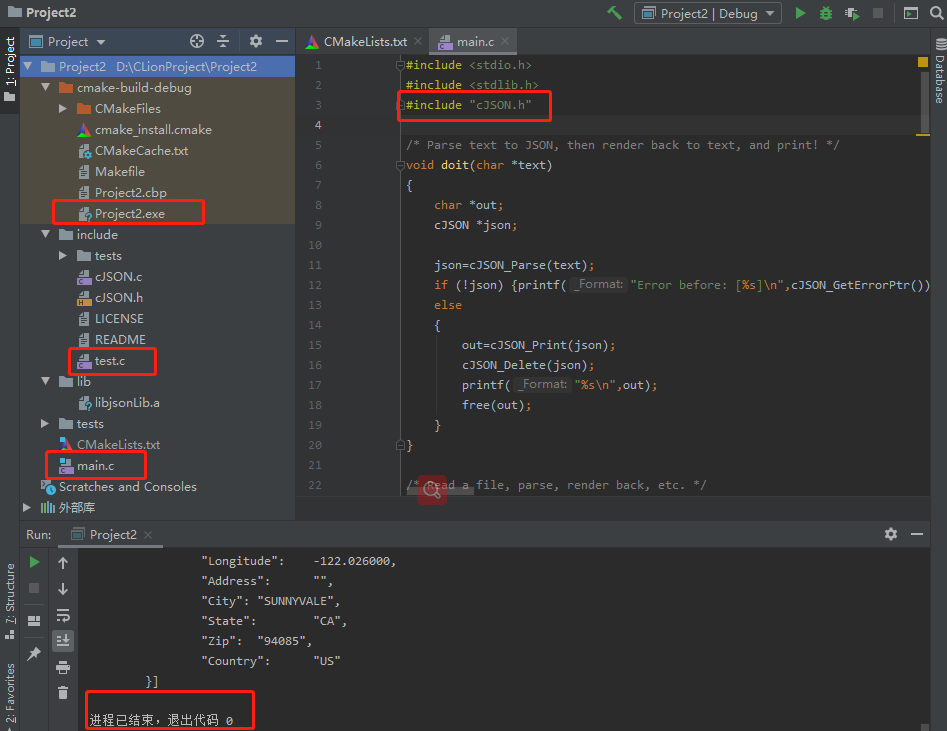 Project2
Project2 | Debug
1: Project
Project
CMakeLists.txt
main.c
Database
Project2 D:\CLionProject\Project2
cmake-build-debug
CMakeFiles
cmake_install.cmake
CMakeCache.txt
Makefile
Project2.cbp
Project2.exe
include
tests
cJSON.c
cJSON.h
LICENSE
README
test.c
lib
libjsonLib.a
tests
CMakeLists.txt
main.c
Scratches and Consoles
外部库
1 #include <stdio.h>
2 #include <stdlib.h>
3 #include "cJSON.h"
4
5 /* Parse text to JSON, then render back to text, and print! */
6 void doit(char *text)
7 {
8 char *out;
9 cJSON *json;
10
11 json=cJSON_Parse(text);
12 if (!json) {printf( _Format: "Error before: [%s]\n",cJSON_GetErrorPtr())
13 else
14 {
15 out=cJSON_Print(json);
16 cJSON_Delete(json);
17 printf( _Format: "%s\n",out);
18 free(out);
19 }
20 }
21
22 /* Read a file, parse, render back, etc. */
Run: Project2
7: Structure
2: Favorites
"Longitude": -122.026000,
"Address": "",
"City": "SUNNYVALE",
"State": "CA",
"Zip": "94085",
"Country": "US"
}]
进程已结束，退出代码 0